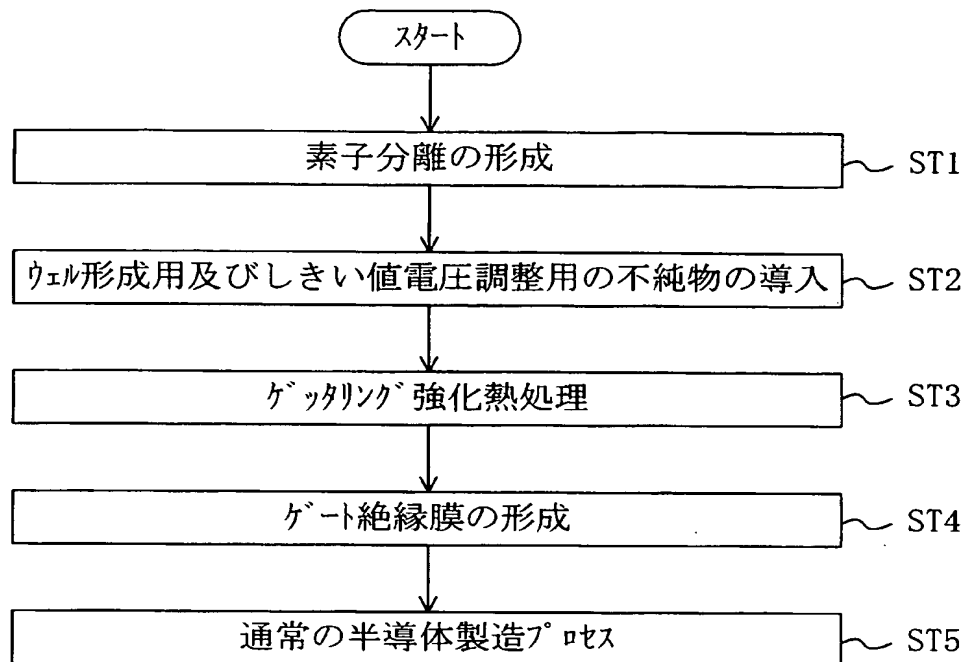 スタート
素子分離の形成
ST1
ウェル形成用及びしきい値電圧調整用の不純物の導入
ST2
ゲッタリング強化熱処理
ST3
ゲート絶縁膜の形成
ST4
通常の半導体製造プロセス
ST5